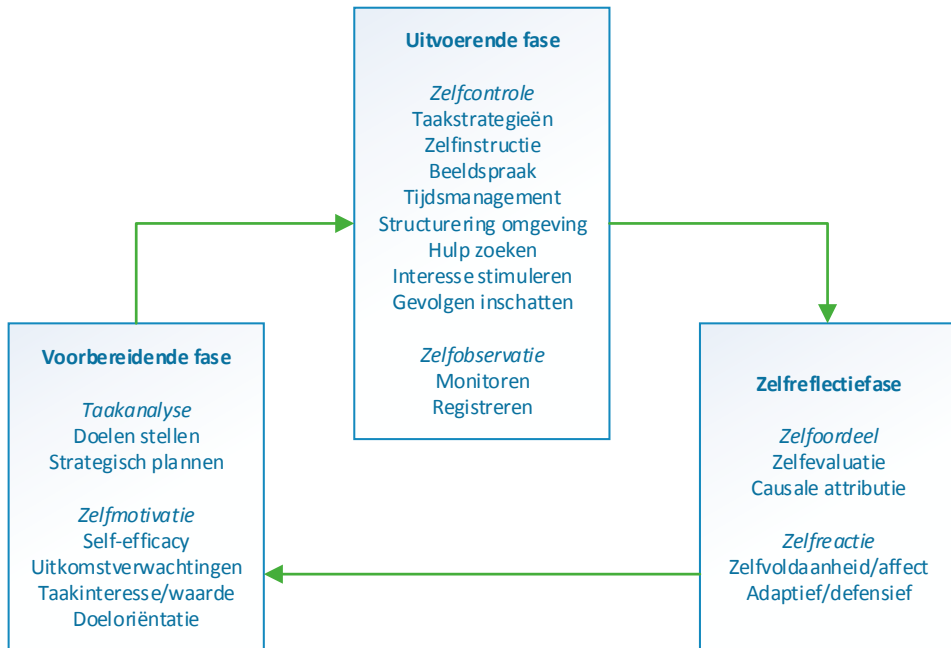 Uitvoerende fase
Zelfcontrole
Taakstrategieën
Zelfinstructie
Beeldspraak
Tijdsmanagement
Structurering omgeving
Hulp zoeken
Interesse stimuleren
Gevolgen inschatten
Zelfobservatie
Monitoren
Registreren
Voorbereidende fase
Taakanalyse
Doelen stellen
Strategisch plannen
Zelfmotivatie
Self-efficacy
Uitkomstverwachtingen
Taakinteresse/waarde
Doeloriëntatie
Zelfreflectiefase
Zelfoordeel
Zelfevaluatie
Causale attributie
Zelfreactie
Zelfvoldaanheid/affect
Adaptief/defensief